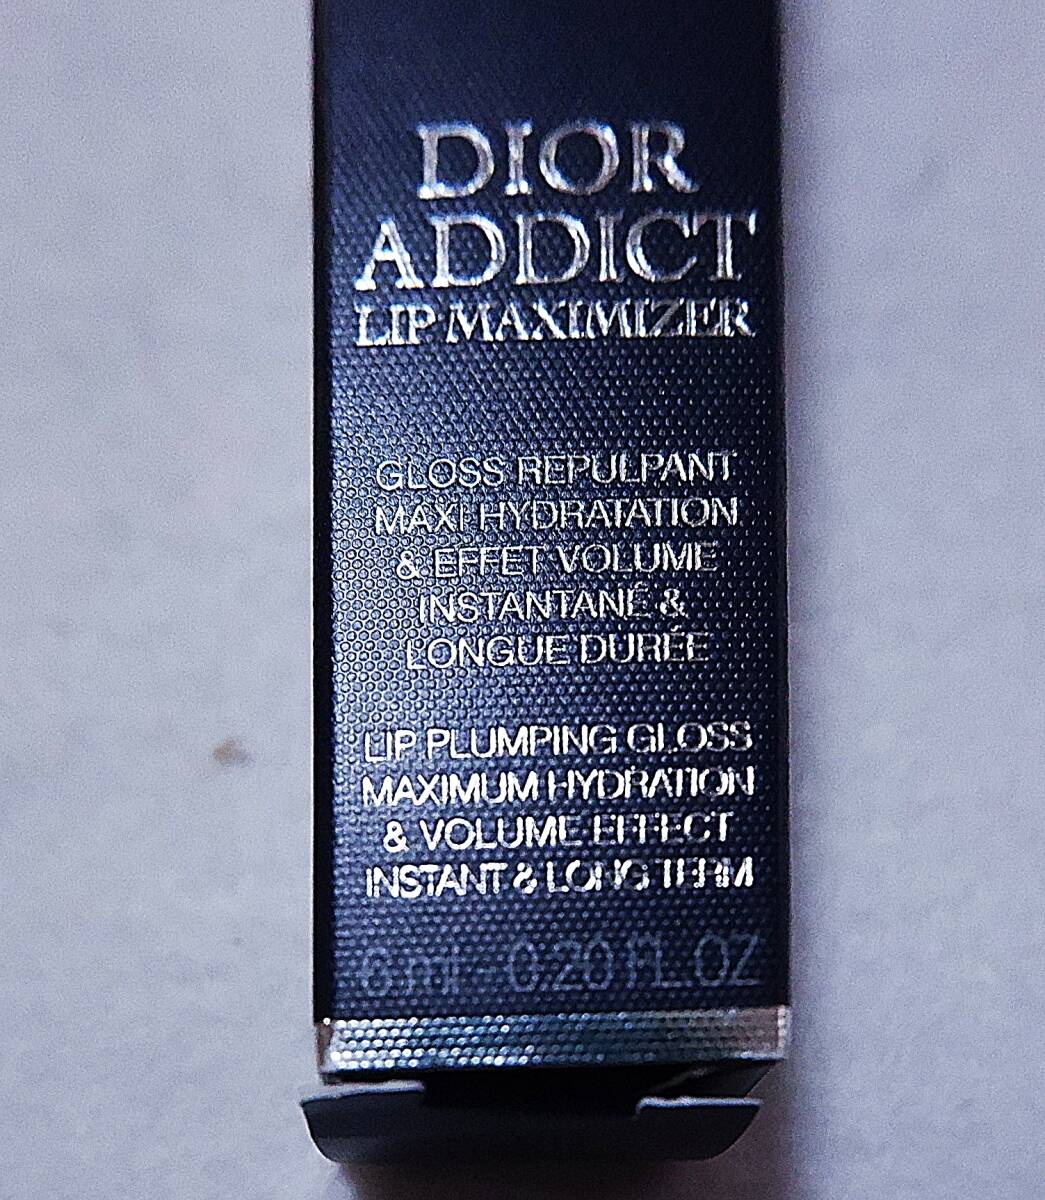 DIOR
ADDICT
LIP MAXIMIZER
GLOSS REPULPANT
MAXI HYDRATATION
& EFFET VOLUME
INSTANTANÉ &
LONGUE DURÉE
LIP PLUMPING GLOSS
MAXIMUM HYDRATION
& VOLUME EFFECT
INSTANT & LONG TERM
6 ml - 0.20 fl. OZ